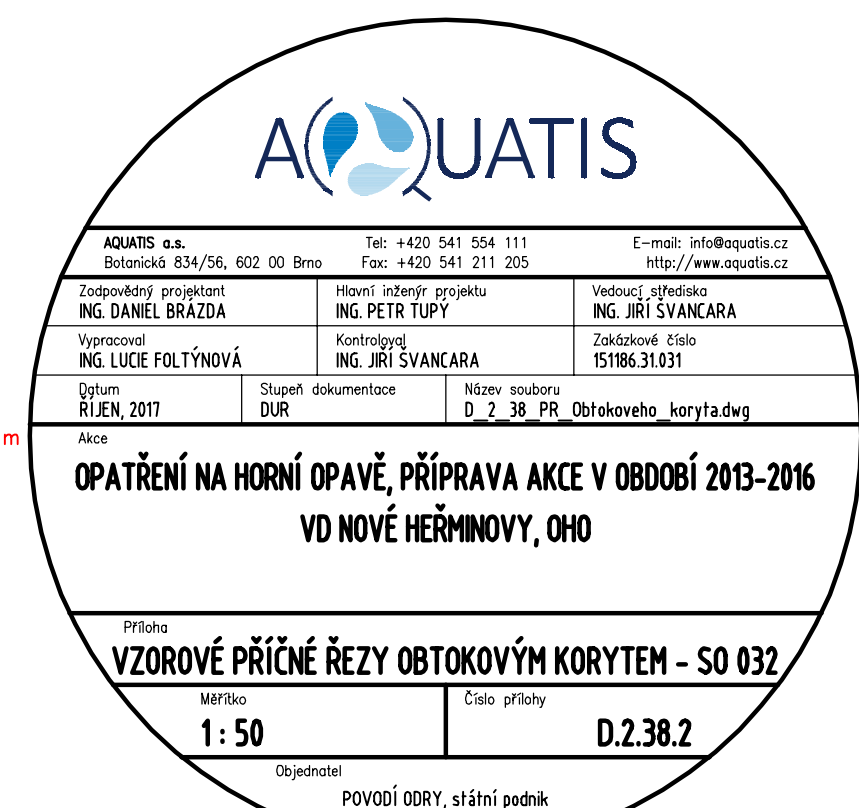 AQUATIS
AQUATIS a.s. Tel: +420 541 554 111 E-mail: info@aquatis.cz
Botanická 834/56, 602 00 Brno Fax: +420 541 211 205 http://www.aquatis.cz
Zodpovědný projektant Hlavní inženýr projektu Vedoucí střediska
ING. DANIEL BRÁZDA ING. PETR TUPÝ ING. JIŘÍ ŠVANCARA
Vypracoval Kontroloval Zakázkové číslo
ING. LUCIE FOLTÝNOVÁ ING. JIŘÍ ŠVANCARA 151186.31.031
Datum Stupeň dokumentace Název souboru
ŘÍJEN, 2017 DUR D_2_38_PR_Obtokoveho_koryta.dwg
m Akce
OPATŘENÍ NA HORNÍ OPAVĚ, PŘÍPRAVA AKCE V OBDOBÍ 2013-2016
VD NOVÉ HEŘMINOVY, OHO
Příloha
VZOROVÉ PŘÍČNÉ ŘEZY OBTOKOVÝM KORYTEM - SO 032
Měřítko Číslo přílohy
1 : 50 D.2.38.2
Objednatel
POVODÍ ODRY, státní podnik